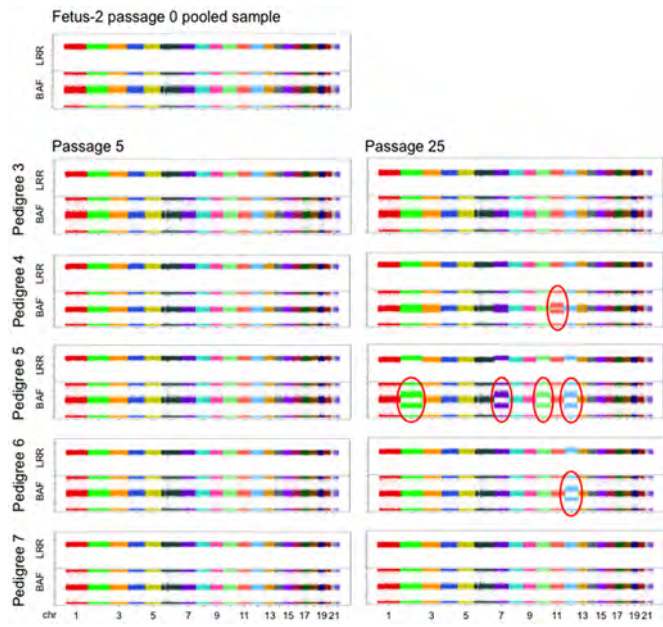 Fetus-2 passage 0 pooled sample
LRR
BAF
Passage 5 Passage 25
Pedigree 3
LRR
BAF
Pedigree 4
LRR
BAF
Pedigree 5
LRR
BAF
Pedigree 6
LRR
BAF
Pedigree 7
LRR
BAF
chr 1 3 5 7 9 11 13 15 17 19 21 1 3 5 7 9 11 13 15 17 19 21